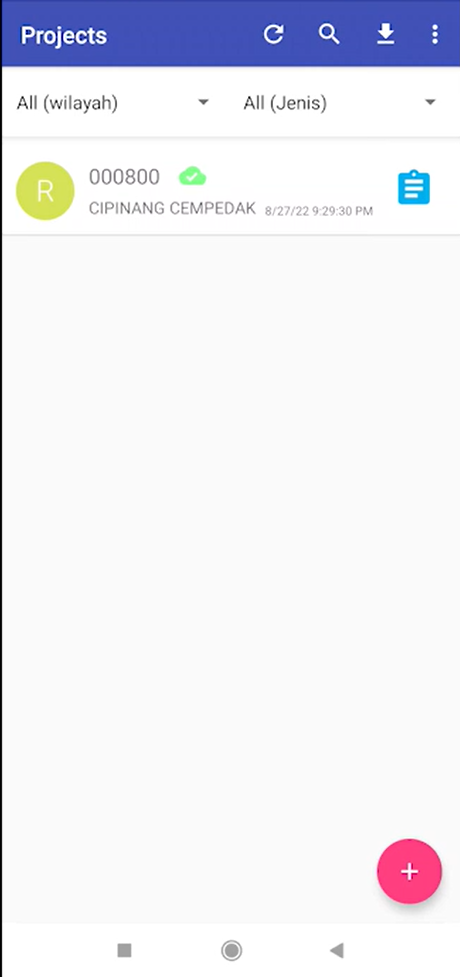 Projects
All (wilayah) All (Jenis)
R 000800
CIPINANG CEMPEDAK 8/27/22 9:29:30 PM
+